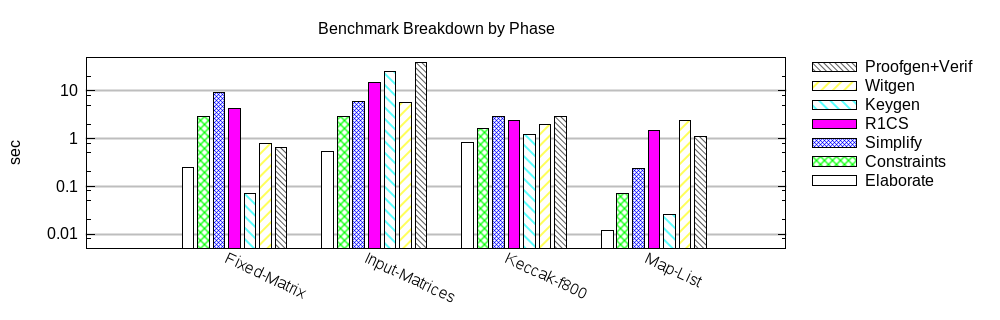 Benchmark Breakdown by Phase
10
1
0.1
0.01
sec
Fixed-Matrix
Input-Matrices
Keccak-f800
Map-List
Proofgen+Verif
Witgen
Keygen
R1CS
Simplify
Constraints
Elaborate